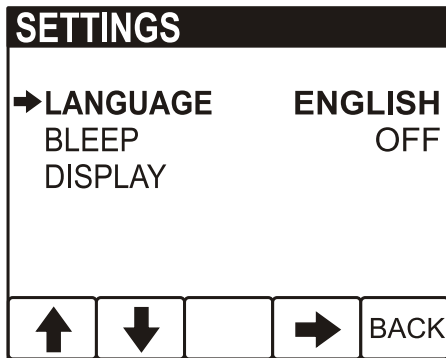 SETTINGS
LANGUAGE ENGLISH
BLEEP OFF
DISPLAY
BACK